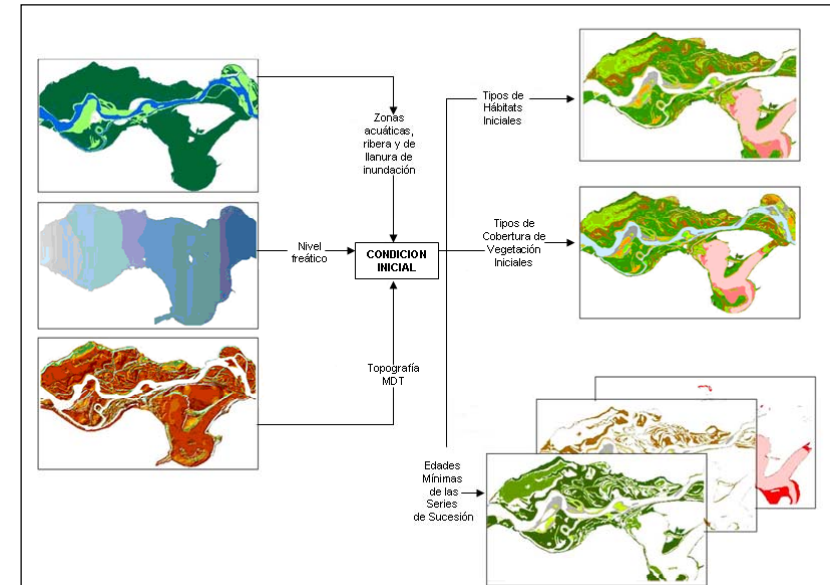 Zonas
acuáticas,
ribera y de
llanura de
inundación
Nivel
freático
Topografía
MDT
CONDICION
INICIAL
Tipos de
Hábitats
Iniciales
Tipos de
Cobertura de
Vegetación
Iniciales
Edades
Mínimas
de las
Series
de Sucesión